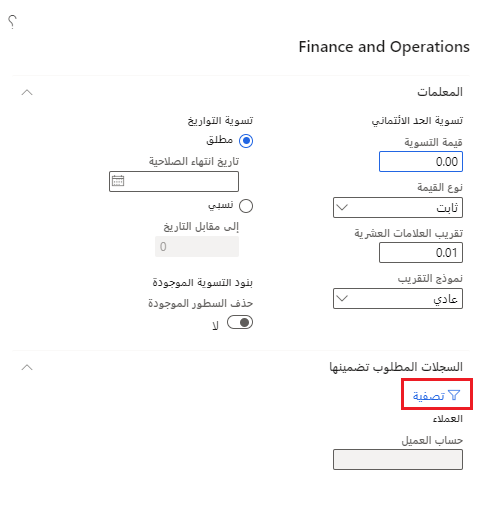 ؟
Finance and Operations
المعلمات
تسوية الحد الائتماني
قيمة التسوية
0.00
نوع القيمة
ثابت
تقريب العلامات العشرية
0.01
نموذج التقريب
عادي
تسوية التواريخ
مطلق
تاريخ انتهاء الصلاحية
نسبي
إلى مقابل التاريخ
0
بنود التسوية الموجودة
حذف السطور الموجودة
لا
السجلات المطلوب تضمينها
تصفية
العملاء
حساب العميل